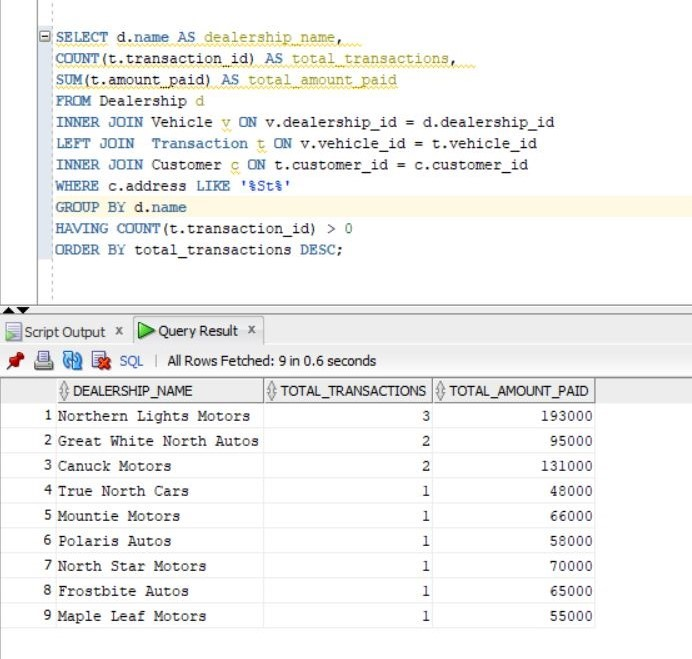 SELECT d.name AS dealership_name,
COUNT(t.transaction_id) AS total_transactions,
SUM(t.amount_paid) AS total_amount_paid
FROM Dealership d
INNER JOIN Vehicle v ON v.dealership_id = d.dealership_id
LEFT JOIN  Transaction t ON v.vehicle_id = t.vehicle_id
INNER JOIN Customer c ON t.customer_id = c.customer_id
WHERE c.address LIKE '%St%'
GROUP BY d.name
HAVING COUNT(t.transaction_id) > 0
ORDER BY total_transactions DESC;
Script Output x Query Result x
SQL | All Rows Fetched: 9 in 0.6 seconds
DEALERSHIP_NAME TOTAL_TRANSACTIONS TOTAL_AMOUNT_PAID
1 Northern Lights Motors 3 193000
2 Great White North Autos 2 95000
3 Canuck Motors 2 131000
4 True North Cars 1 48000
5 Mountie Motors 1 66000
6 Polaris Autos 1 58000
7 North Star Motors 1 70000
8 Frostbite Autos 1 65000
9 Maple Leaf Motors 1 55000